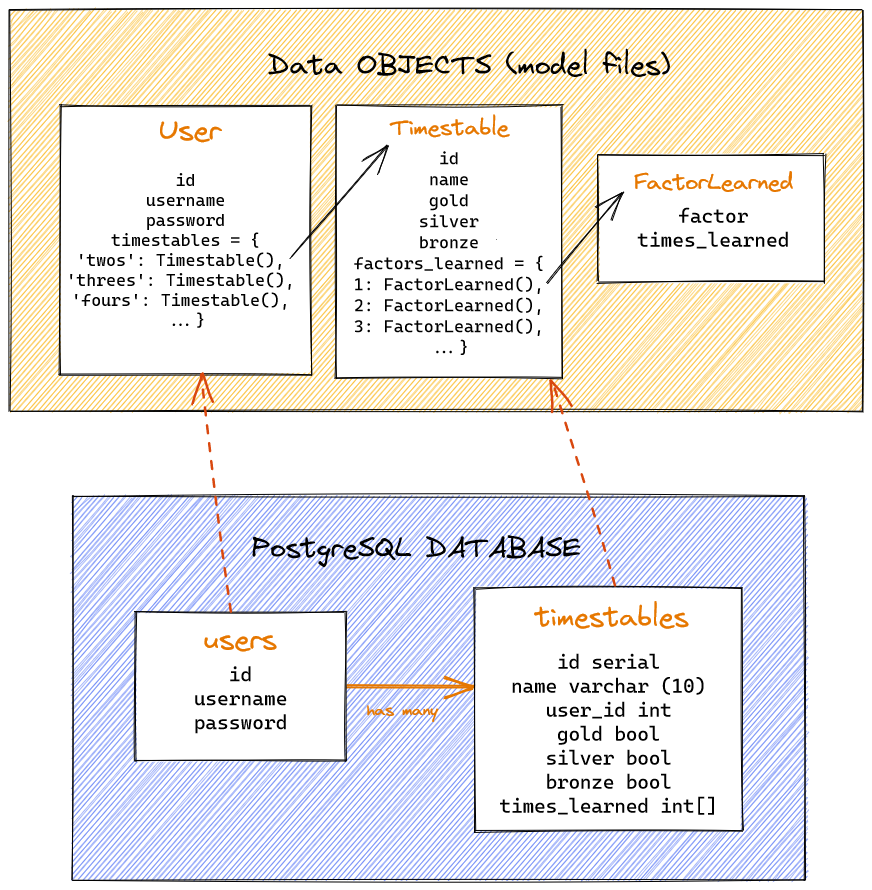 Data OBJECTS (model files)
User
id
username
password
timestables = {
'twos': Timestable(),
'threes': Timestable(),
'fours': Timestable(),
... }
Timestable
id
name
gold
silver
bronze
factors_learned = {
1: FactorLearned(),
2: FactorLearned(),
3: FactorLearned(),
... }
FactorLearned
factor
times_learned
PostgreSQL DATABASE
users
id
username
password
has many
timestables
id serial
name varchar (10)
user_id int
gold bool
silver bool
bronze bool
times_learned int[]